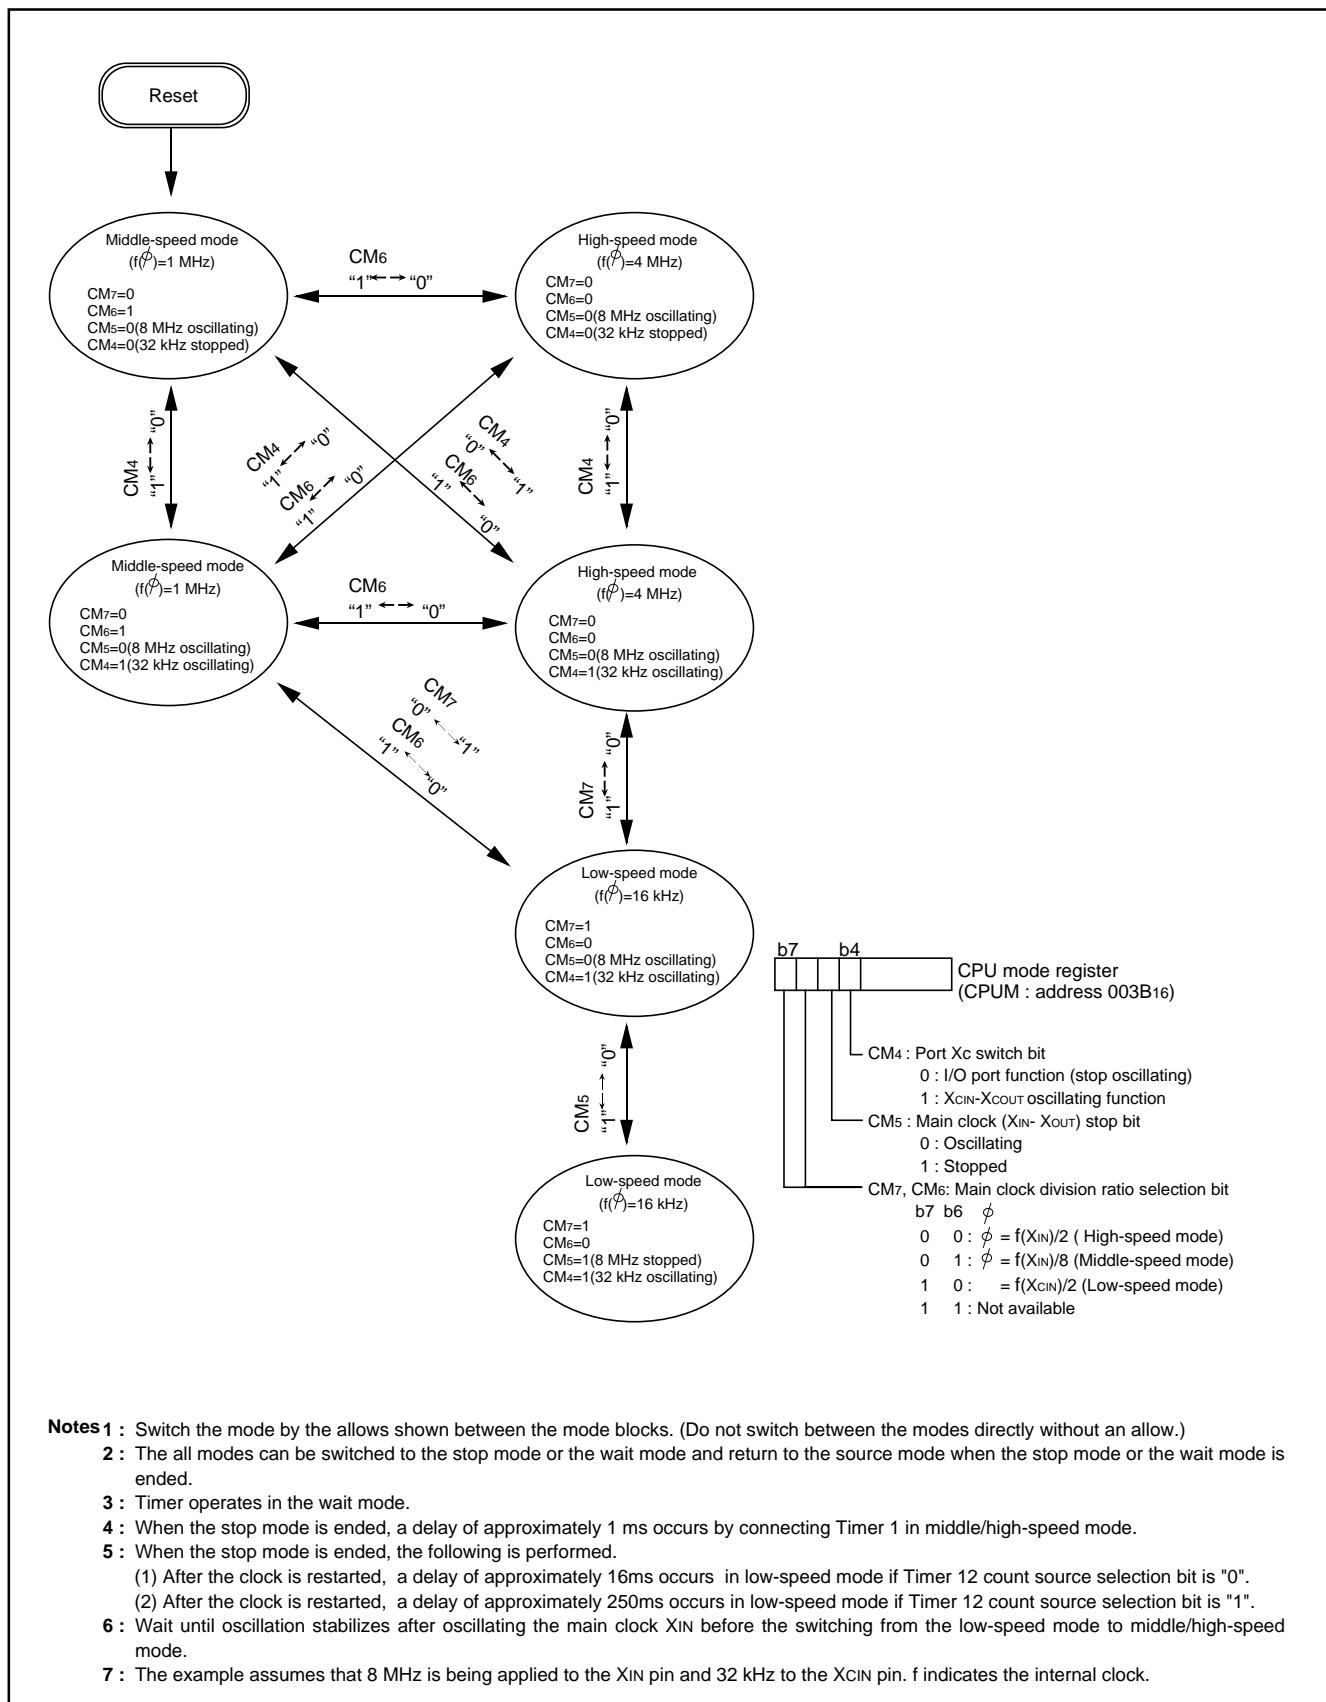 Reset
Middle-speed mode
(f(ϕ)=1 MHz)
CM7=0
CM6=1
CM5=0(8 MHz oscillating)
CM4=0(32 kHz stopped)
CM6
“1”←→“0”
High-speed mode
(f(ϕ)=4 MHz)
CM7=0
CM6=0
CM5=0(8 MHz oscillating)
CM4=0(32 kHz stopped)
CM4
“1”←→“0”
CM4
“1”←→“0”
CM6
“1”←→“0”
CM4
“0”←→“1”
CM6
“1”←→“0”
CM4
“1”←→“0”
Middle-speed mode
(f(ϕ)=1 MHz)
CM7=0
CM6=1
CM5=0(8 MHz oscillating)
CM4=1(32 kHz oscillating)
CM6
“1”←→“0”
High-speed mode
(f(ϕ)=4 MHz)
CM7=0
CM6=0
CM5=0(8 MHz oscillating)
CM4=1(32 kHz oscillating)
CM7
“0”←→“1”
CM6
“1”←→“0”
CM7
“1”←→“0”
Low-speed mode
(f(ϕ)=16 kHz)
CM7=1
CM6=0
CM5=0(8 MHz oscillating)
CM4=1(32 kHz oscillating)
CM5
“1”←→“0”
Low-speed mode
(f(ϕ)=16 kHz)
CM7=1
CM6=0
CM5=1(8 MHz stopped)
CM4=1(32 kHz oscillating)
b7 b4
CPU mode register
(CPUM : address 003B16)
CM4 : Port Xc switch bit
0 : I/O port function (stop oscillating)
1 : XCIN-XCOUT oscillating function
CM5 : Main clock (XIN- XOUT) stop bit
0 : Oscillating
1 : Stopped
CM7, CM6: Main clock division ratio selection bit
b7 b6 ϕ
0 0 : ϕ = f(XIN)/2 ( High-speed mode)
0 1 : ϕ = f(XIN)/8 (Middle-speed mode)
1 0 : = f(XCIN)/2 (Low-speed mode)
1 1 : Not available
Notes 1 : Switch the mode by the allows shown between the mode blocks. (Do not switch between the modes directly without an allow.)
2 : The all modes can be switched to the stop mode or the wait mode and return to the source mode when the stop mode or the wait mode is
ended.
3 : Timer operates in the wait mode.
4 : When the stop mode is ended, a delay of approximately 1 ms occurs by connecting Timer 1 in middle/high-speed mode.
5 : When the stop mode is ended, the following is performed.
(1) After the clock is restarted, a delay of approximately 16ms occurs in low-speed mode if Timer 12 count source selection bit is "0".
(2) After the clock is restarted, a delay of approximately 250ms occurs in low-speed mode if Timer 12 count source selection bit is "1".
6 : Wait until oscillation stabilizes after oscillating the main clock XIN before the switching from the low-speed mode to middle/high-speed
mode.
7 : The example assumes that 8 MHz is being applied to the XIN pin and 32 kHz to the XCIN pin. f indicates the internal clock.